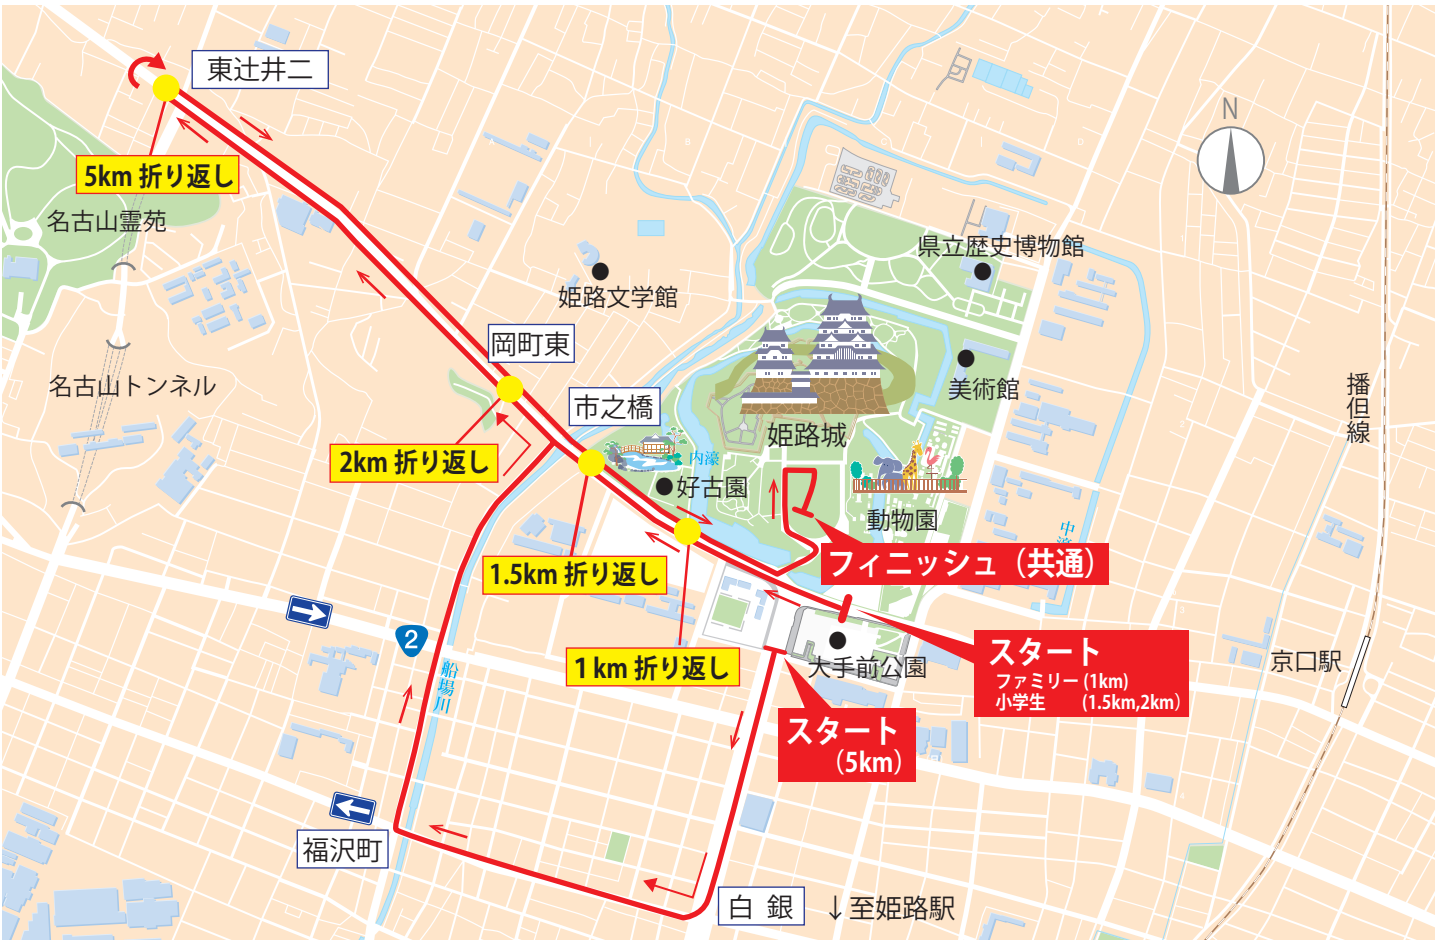 東辻井二
N
5km 折り返し
名古山霊苑
県立歴史博物館
姫路文学館
岡町東
名古山トンネル
美術館
播但線
市之橋
姫路城
2km 折り返し
内濠
好古園
動物園
フィニッシュ（共通）
1.5km 折り返し
2
スタート
ファミリー (1km)
小学生 (1.5km,2km)
1 km 折り返し
大手前公園
京口駅
船場川
スタート
（5km）
福沢町
白 銀
↓至姫路駅